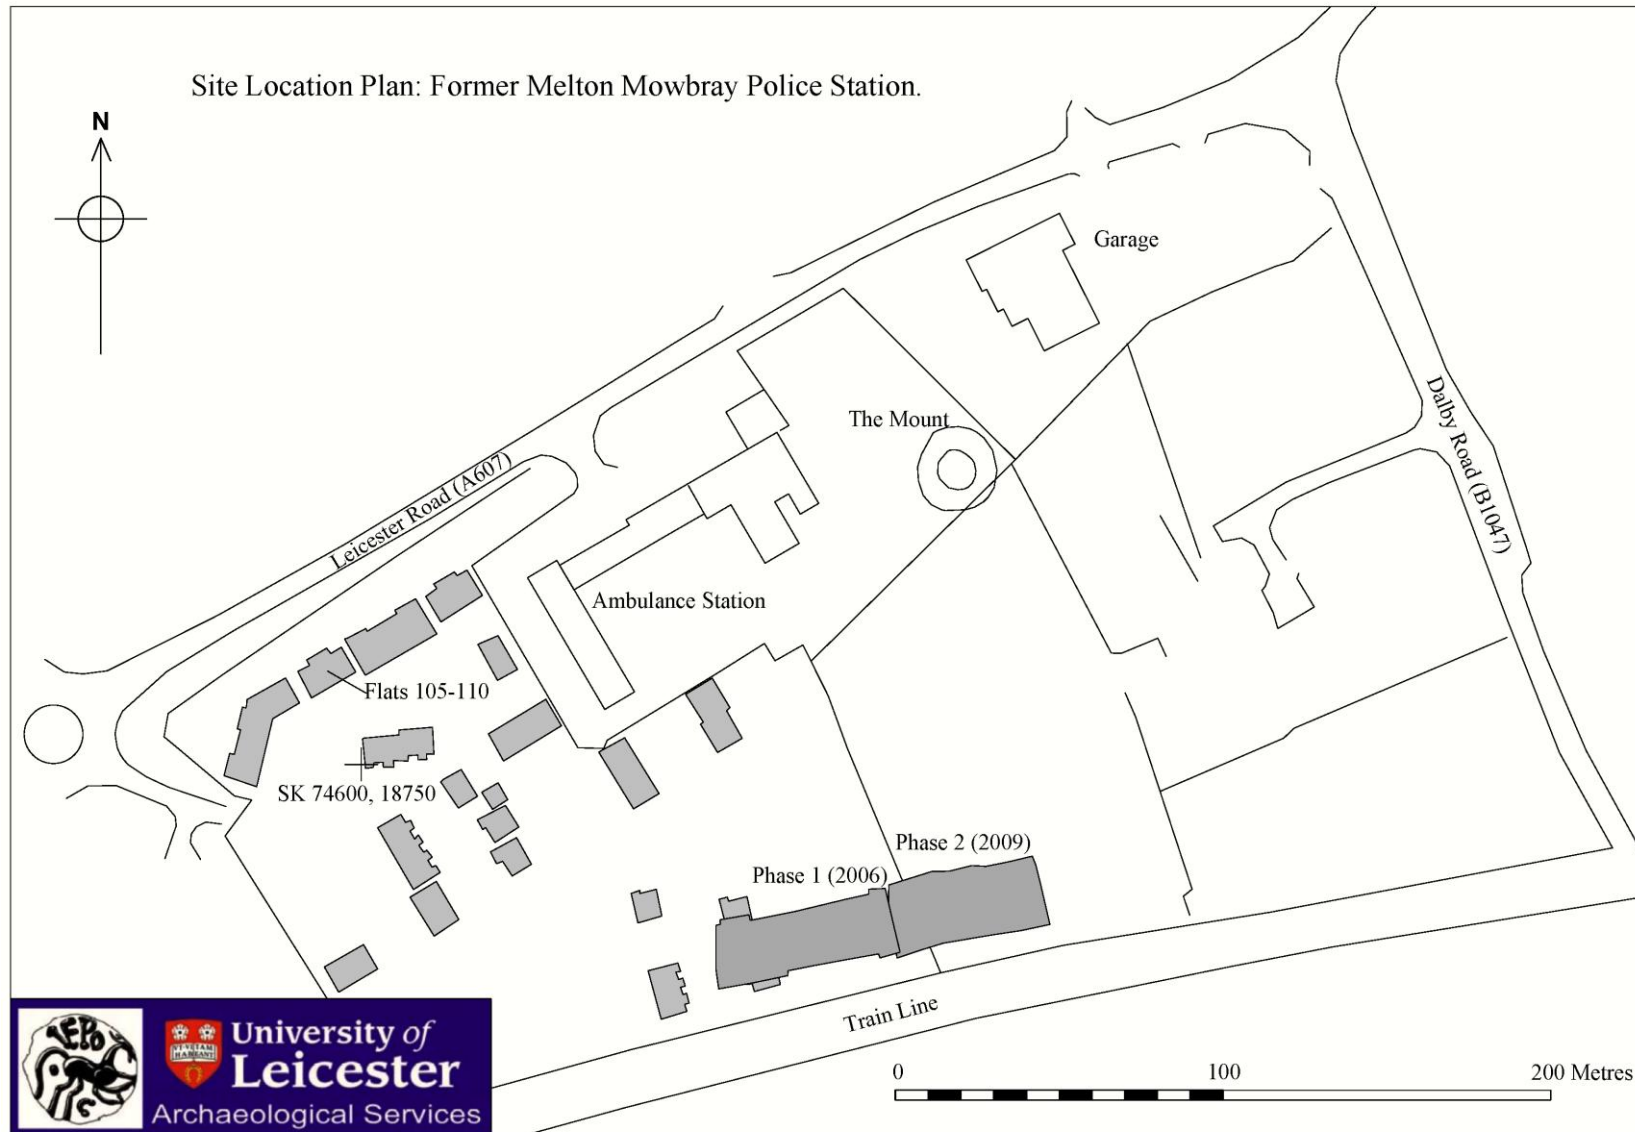 Site Location Plan: Former Melton Mowbray Police Station.
N
Garage
The Mount
Dalby Road (B1047)
Leicester Road (A607)
Ambulance Station
Flats 105-110
SK 74600, 18750
Phase 2 (2009)
Phase 1 (2006)
Train Line
University of
Leicester
Archaeological Services
0 100 200 Metres